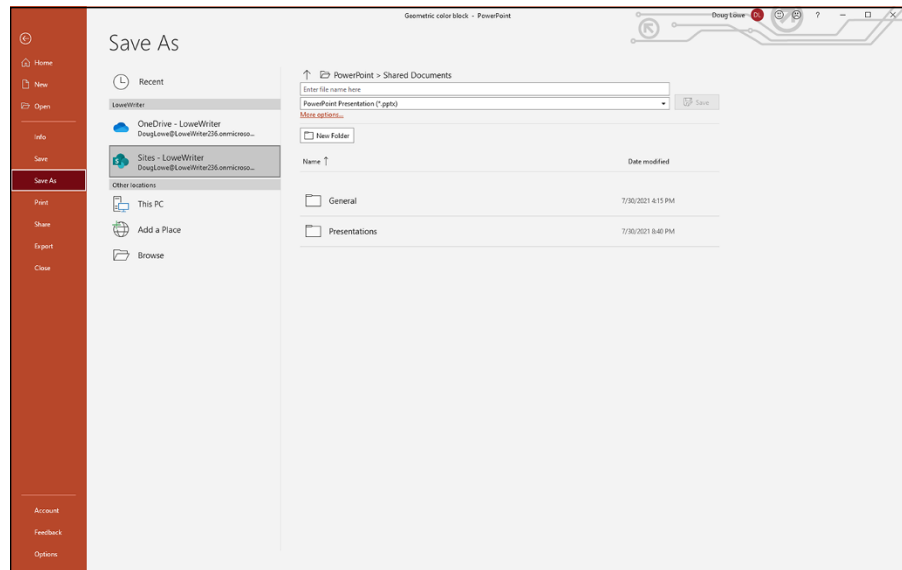 Geometric color block - PowerPoint
Doug Lowe DL ?
Save As
Home
New
Open
Info
Save
Save As
Print
Share
Export
Close
Account
Feedback
Options
Recent
LoweWriter
OneDrive - LoweWriter
DougLowe@LoweWriter236.onmicroso...
Sites - LoweWriter
DougLowe@LoweWriter236.onmicroso...
Other locations
This PC
Add a Place
Browse
PowerPoint > Shared Documents
Enter file name here
PowerPoint Presentation (*.pptx)
Save
More options...
New Folder
Name ↑ Date modified
General 7/30/2021 4:15 PM
Presentations 7/30/2021 8:40 PM